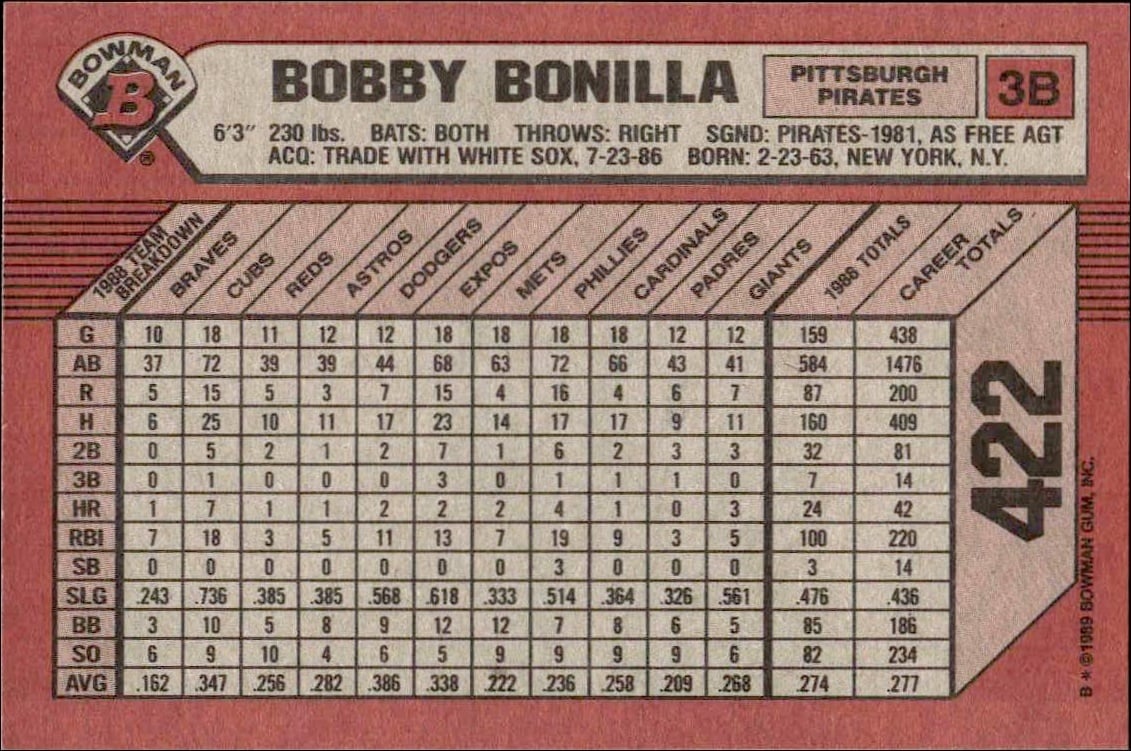 BOWMAN
B
®
BOBBY BONILLA
PITTSBURGH
PIRATES
3B
6'3" 230 lbs. BATS: BOTH THROWS: RIGHT SGND: PIRATES-1981, AS FREE AGT
ACQ: TRADE WITH WHITE SOX, 7-23-86 BORN: 2-23-63, NEW YORK, N.Y.
1988 TEAM
BREAKDOWN
BRAVES CUBS REDS ASTROS DODGERS EXPOS METS PHILLIES CARDINALS PADRES GIANTS 1988 TOTALS CAREER TOTALS
G 10 18 11 12 12 18 18 18 18 12 12 159 438
AB 37 72 39 39 44 68 63 72 66 43 41 584 1476
R 5 15 5 3 7 15 4 16 4 6 7 87 200
H 6 25 10 11 17 23 14 17 17 9 11 160 409
2B 0 5 2 1 2 7 1 6 2 3 3 32 81
3B 0 1 0 0 0 3 0 1 1 1 0 7 14
HR 1 7 1 1 2 2 2 4 1 0 3 24 42
RBI 7 18 3 5 11 13 7 19 9 3 5 100 220
SB 0 0 0 0 0 0 0 3 0 0 0 3 14
SLG .243 .736 .385 .385 .568 .618 .333 .514 .364 .326 .561 .476 .436
BB 3 10 5 8 9 12 12 7 8 6 5 85 186
SO 6 9 10 4 6 5 9 9 9 9 6 82 234
AVG .162 .347 .256 .282 .386 .338 .222 .236 .258 .209 .268 .274 .277
422
B * ©1989 BOWMAN GUM, INC.